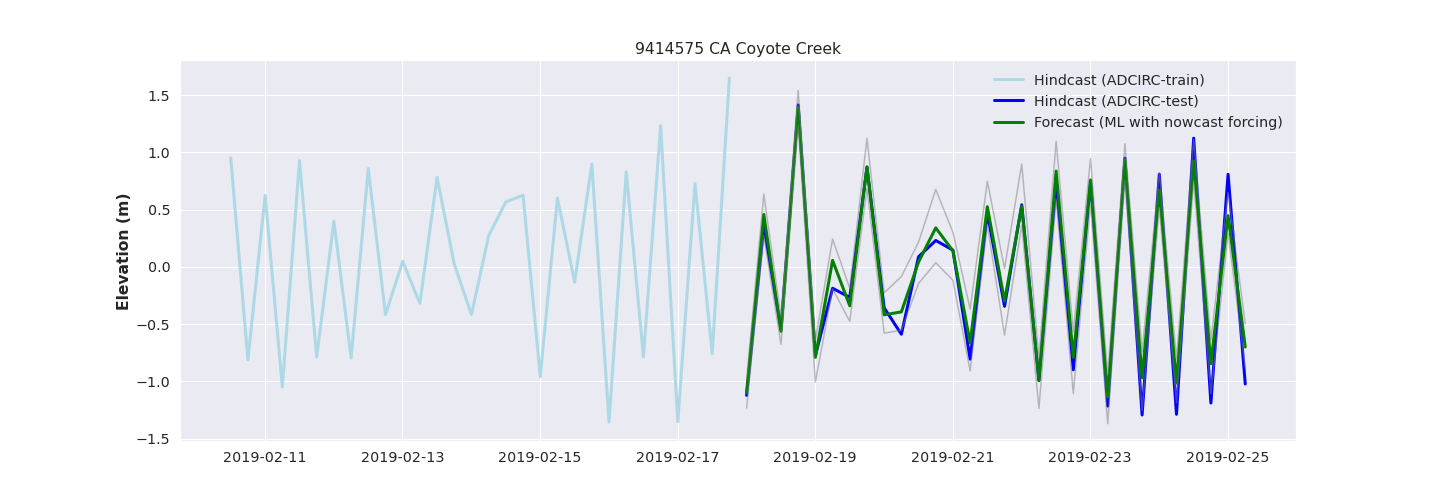 9414575 CA Coyote Creek
Hindcast (ADCIRC-train)
Hindcast (ADCIRC-test)
Forecast (ML with nowcast forcing)
Elevation (m)
1.5
1.0
0.5
0.0
−0.5
−1.0
−1.5
2019-02-11 2019-02-13 2019-02-15 2019-02-17 2019-02-19 2019-02-21 2019-02-23 2019-02-25